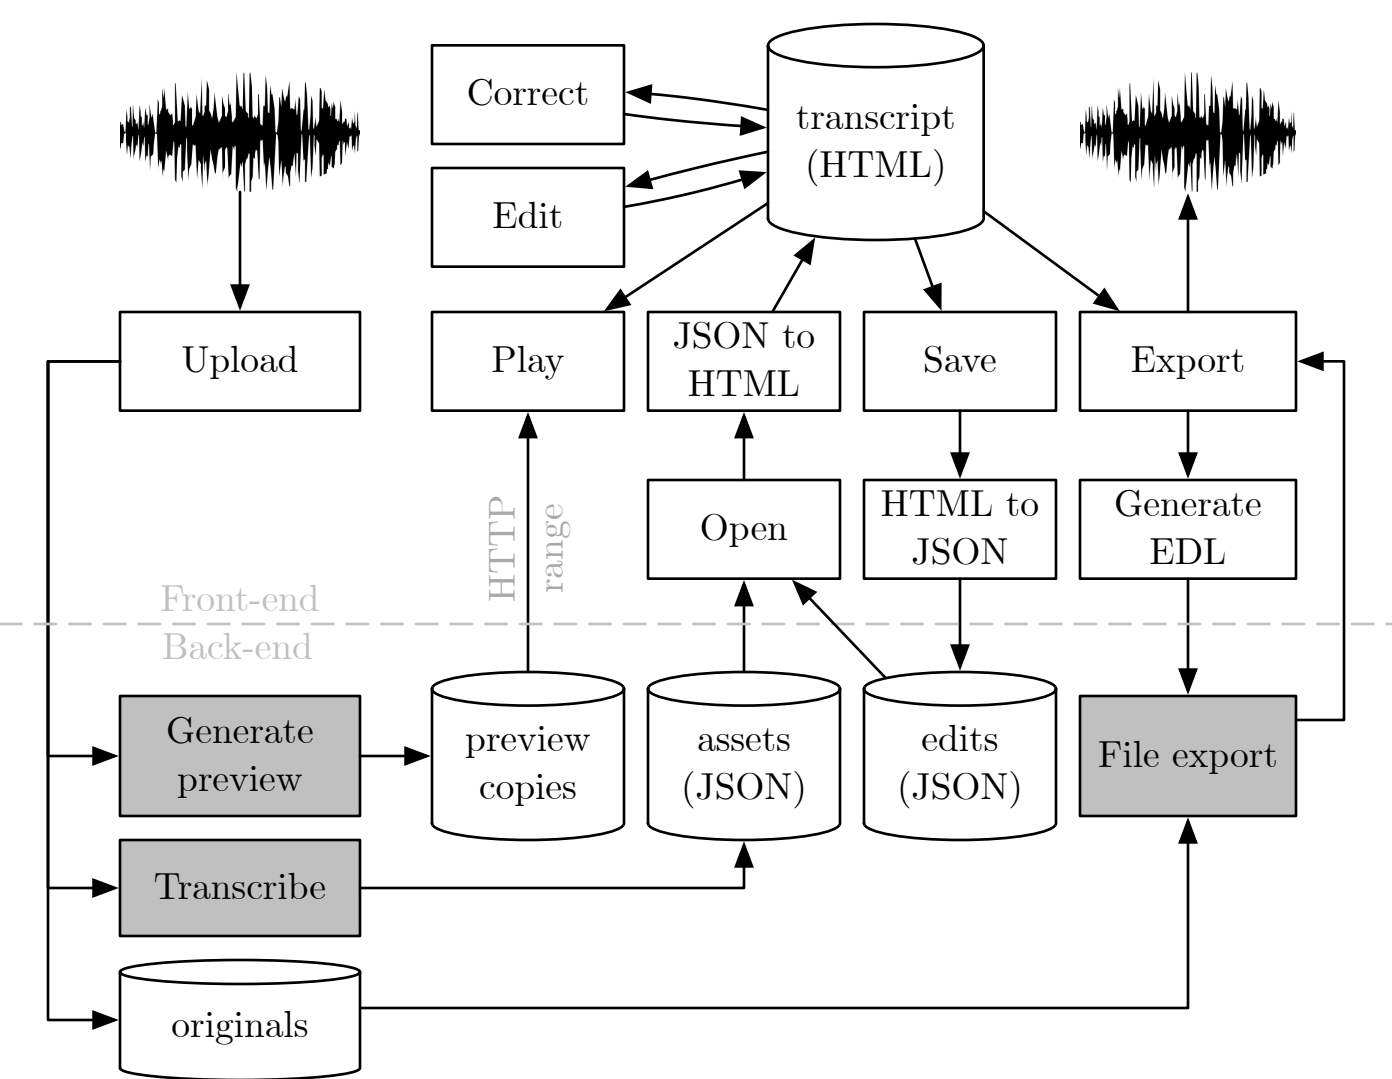 Correct
transcript
(HTML)
Edit
Upload
Play
JSON to
HTML
Save
Export
HTTP
range
Open
HTML to
JSON
Generate
EDL
Front-end
Back-end
Generate
preview
preview
copies
assets
(JSON)
edits
(JSON)
File export
Transcribe
originals